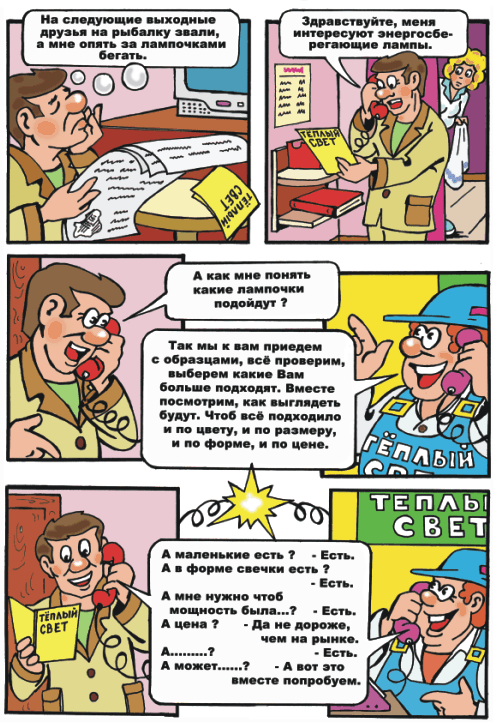 На следующие выходные
друзья на рыбалку звали,
а мне опять за лампочками
бегать.
ТЁПЛЫЙ
СВЕТ
Здравствуйте, меня
интересуют энергосбе-
регающие лампы.
ТЁПЛЫЙ
СВЕТ
А как мне понять
какие лампочки
подойдут ?
Так мы к вам приедем
с образцами, всё проверим,
выберем какие Вам
больше подходят. Вместе
посмотрим, как выглядеть
будут. Чтоб всё подходило
и по цвету, и по размеру,
и по форме, и по цене.
ТЁПЛЫЙ
СВЕТ
ТЕПЛЫ
СВЕТ
А маленькие есть ? - Есть.
А в форме свечки есть ?
- Есть.
А мне нужно чтоб
мощность была...? - Есть.
А цена ? - Да не дороже,
чем на рынке.
А.........? - Есть.
А может......? - А вот это
вместе попробуем.
ТЁПЛЫЙ
СВЕТ